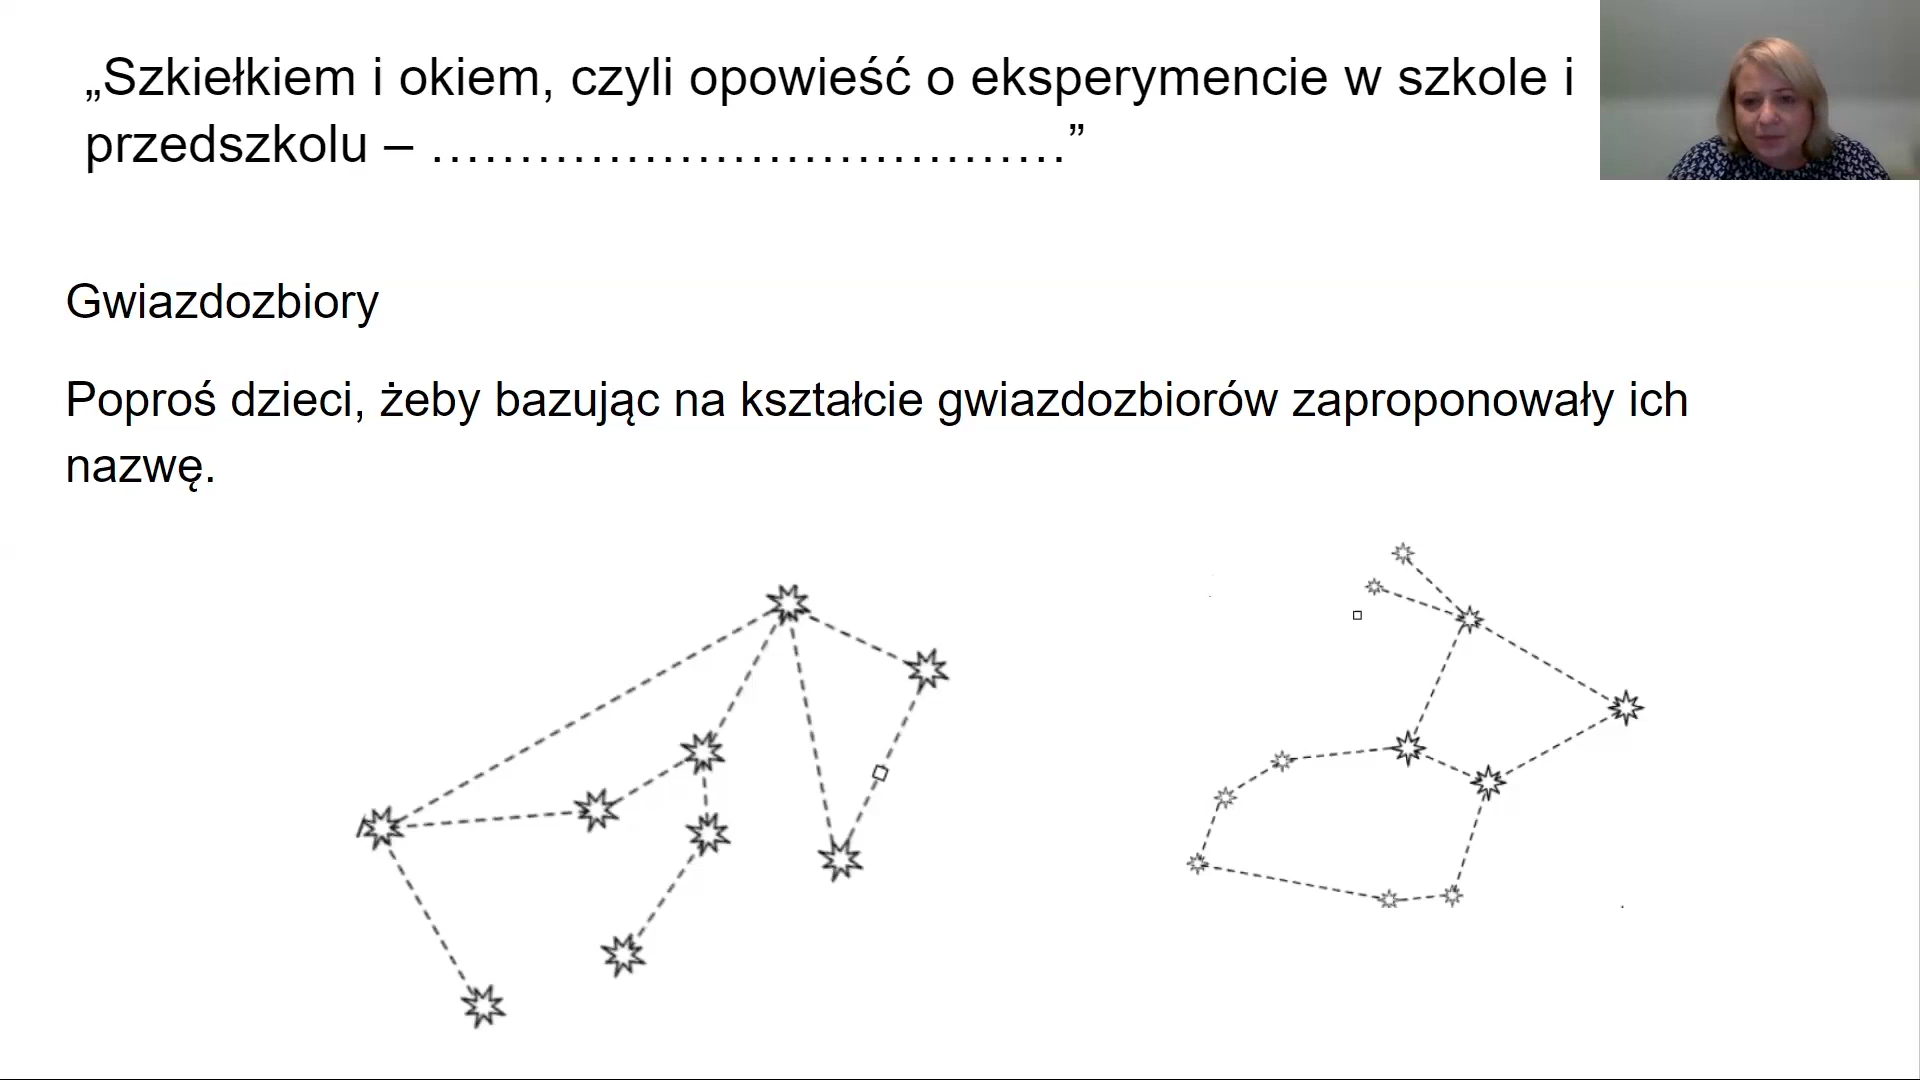 „Szkiełkiem i okiem, czyli opowieść o eksperymencie w szkole i
przedszkolu – …………………………………”
Gwiazdozbiory
Poproś dzieci, żeby bazując na kształcie gwiazdozbiorów zaproponowały ich
nazwę.